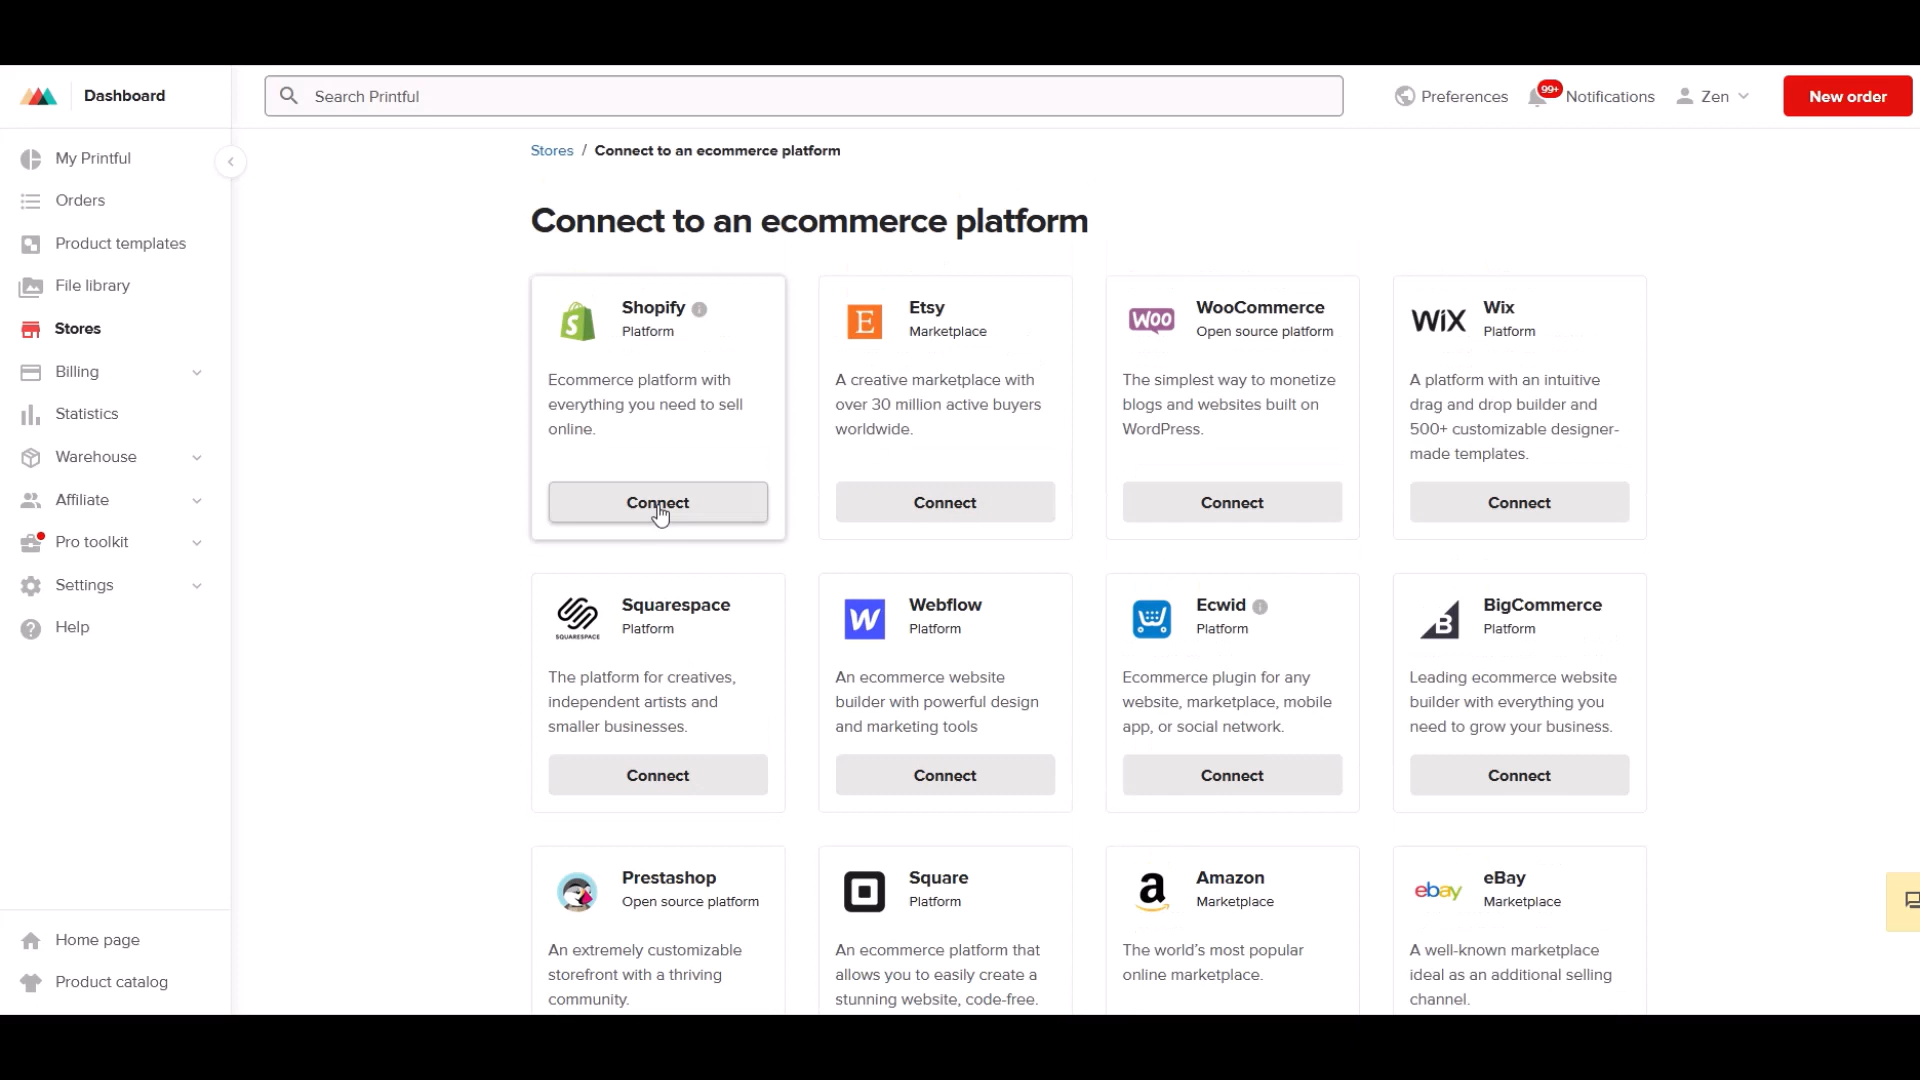 Dashboard
Search Printful
Preferences
99+
Notifications
Zen
New order
My Printful
Orders
Product templates
File library
Stores
Billing
Statistics
Warehouse
Affiliate
Pro toolkit
Settings
Help
Home page
Product catalog
Stores / Connect to an ecommerce platform
Connect to an ecommerce platform
S
Shopify
Platform
Ecommerce platform with
everything you need to sell
online.
Connect
E
Etsy
Marketplace
A creative marketplace with
over 30 million active buyers
worldwide.
Connect
WOO
WooCommerce
Open source platform
The simplest way to monetize
blogs and websites built on
WordPress.
Connect
WiX
Wix
Platform
A platform with an intuitive
drag and drop builder and
500+ customizable designer-
made templates.
Connect
SQUARESPACE
Squarespace
Platform
The platform for creatives,
independent artists and
smaller businesses.
Connect
W
Webflow
Platform
An ecommerce website
builder with powerful design
and marketing tools
Connect
Ecwid
Platform
Ecommerce plugin for any
website, marketplace, mobile
app, or social network.
Connect
B
BigCommerce
Platform
Leading ecommerce website
builder with everything you
need to grow your business.
Connect
Prestashop
Open source platform
An extremely customizable
storefront with a thriving
community.
Square
Platform
An ecommerce platform that
allows you to easily create a
stunning website, code-free.
a
Amazon
Marketplace
The world’s most popular
online marketplace.
ebay
eBay
Marketplace
A well-known marketplace
ideal as an additional selling
channel.